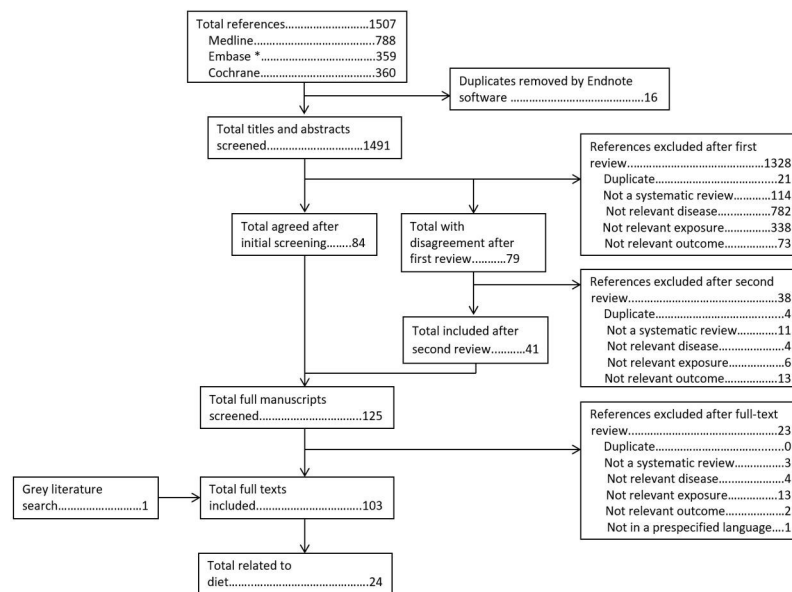 Total references……………………1507
Medline……………………………788
Embase *…………………………359
Cochrane…………………………360
Duplicates removed by Endnote
software ……………………………………16
Total titles and abstracts
screened……………………………1491
References excluded after first
review……………………………………1328
Duplicate……………………………21
Not a systematic review……………114
Not relevant disease………………782
Not relevant exposure………………338
Not relevant outcome………………73
Total agreed after
initial screening……..84
Total with
disagreement after
first review…………79
References excluded after second
review……………………………………38
Duplicate……………………………4
Not a systematic review……………11
Not relevant disease………………4
Not relevant exposure………………6
Not relevant outcome………………13
Total included after
second review…………41
Total full manuscripts
screened……………………………125
References excluded after full-text
review……………………………………23
Duplicate……………………………0
Not a systematic review……………3
Not relevant disease………………4
Not relevant exposure………………13
Not relevant outcome………………2
Not in a prespecified language….1
Grey literature
search………………………1
Total full texts
included……………………………103
Total related to
diet……………………………………24